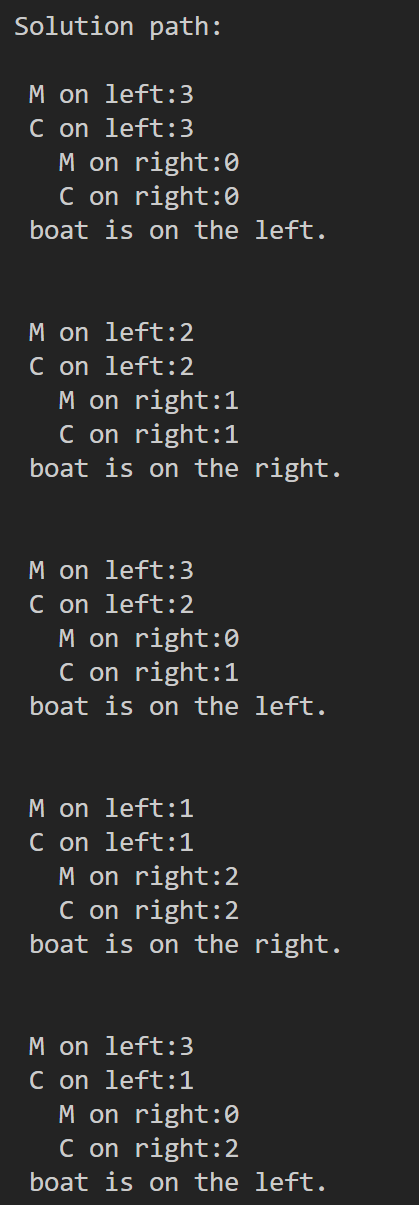 Solution path:
M on left:3
C on left:3
M on right:0
C on right:0
boat is on the left.
M on left:2
C on left:2
M on right:1
C on right:1
boat is on the right.
M on left:3
C on left:2
M on right:0
C on right:1
boat is on the left.
M on left:1
C on left:1
M on right:2
C on right:2
boat is on the right.
M on left:3
C on left:1
M on right:0
C on right:2
boat is on the left.